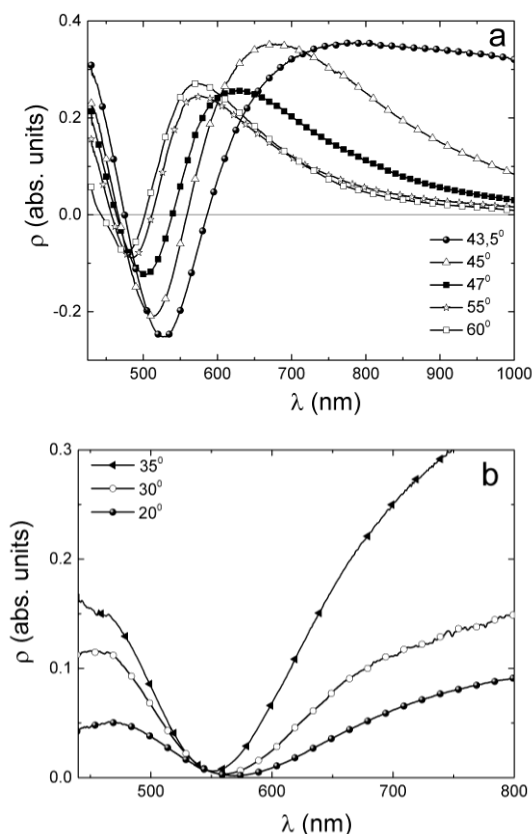 a
ρ (abs. units)
0.4
0.2
0.0
-0.2
43,5⁰
45⁰
47⁰
55⁰
60⁰
500 600 700 800 900 1000
λ (nm)
b
ρ (abs. units)
0.3
0.2
0.1
0.0
35⁰
30⁰
20⁰
500 600 700 800
λ (nm)